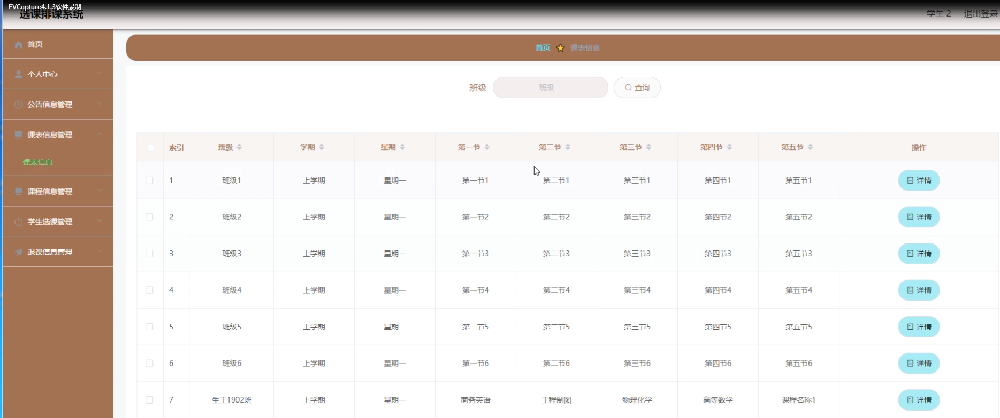 EVCapture4.1.3软件录制
选课排课系统
学生 2 退出登录
首页
个人中心
公告信息管理
课表信息管理
课表信息
课程信息管理
学生选课管理
退课信息管理
首页 课表信息
班级 班级 查询
索引 班级 学期 星期 第一节 第二节 第三节 第四节 第五节 操作
1 班级1 上学期 星期一 第一节1 第二节1 第三节1 第四节1 第五节1 详情
2 班级2 上学期 星期一 第一节2 第二节2 第三节2 第四节2 第五节2 详情
3 班级3 上学期 星期一 第一节3 第二节3 第三节3 第四节3 第五节3 详情
4 班级4 上学期 星期一 第一节4 第二节4 第三节4 第四节4 第五节4 详情
5 班级5 上学期 星期一 第一节5 第二节5 第三节5 第四节5 第五节5 详情
6 班级6 上学期 星期一 第一节6 第二节6 第三节6 第四节6 第五节6 详情
7 生工1902班 上学期 星期一 商务英语 工程制图 物理化学 高等数学 课程名称1 详情